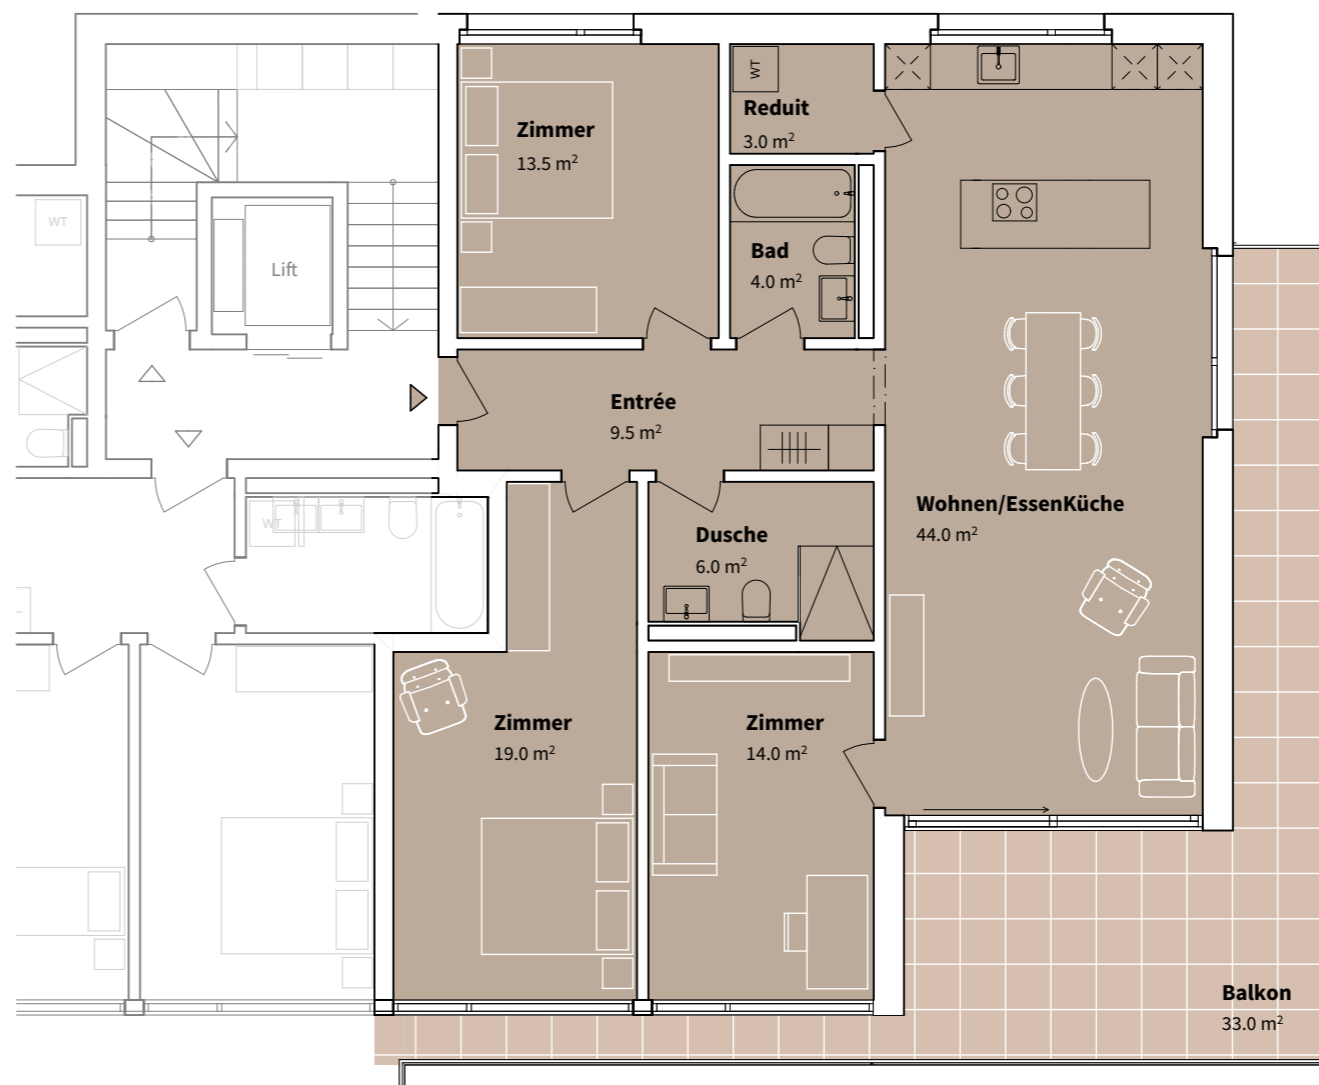 Zimmer
13.5 m²
WT
Reduit
3.0 m²
WT
Lift
Bad
4.0 m²
Entrée
9.5 m²
Wohnen/EssenKüche
44.0 m²
WT
Dusche
6.0 m²
Zimmer
19.0 m²
Zimmer
14.0 m²
Balkon
33.0 m²